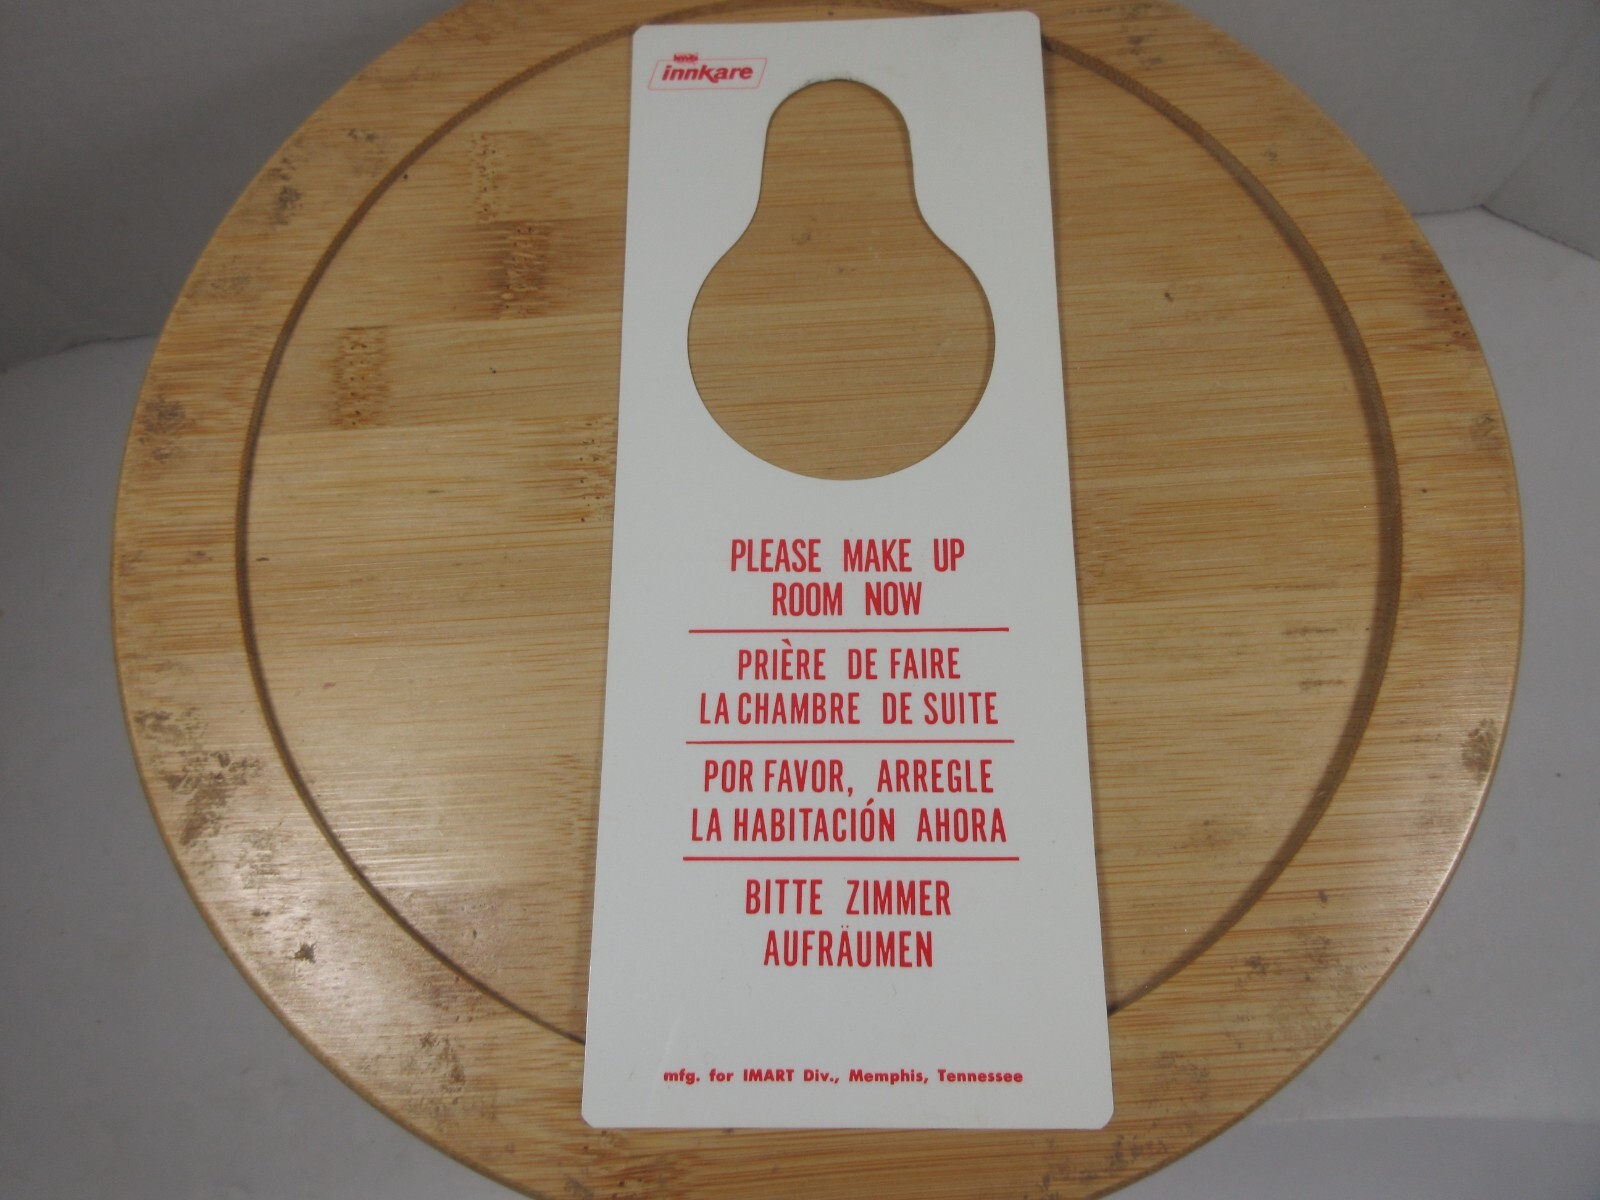 innkare
PLEASE MAKE UP
ROOM NOW
PRIÈRE DE FAIRE
LA CHAMBRE DE SUITE
POR FAVOR, ARREGLE
LA HABITACIÓN AHORA
BITTE ZIMMER
AUFRÄUMEN
mfg. for IMART Div., Memphis, Tennessee